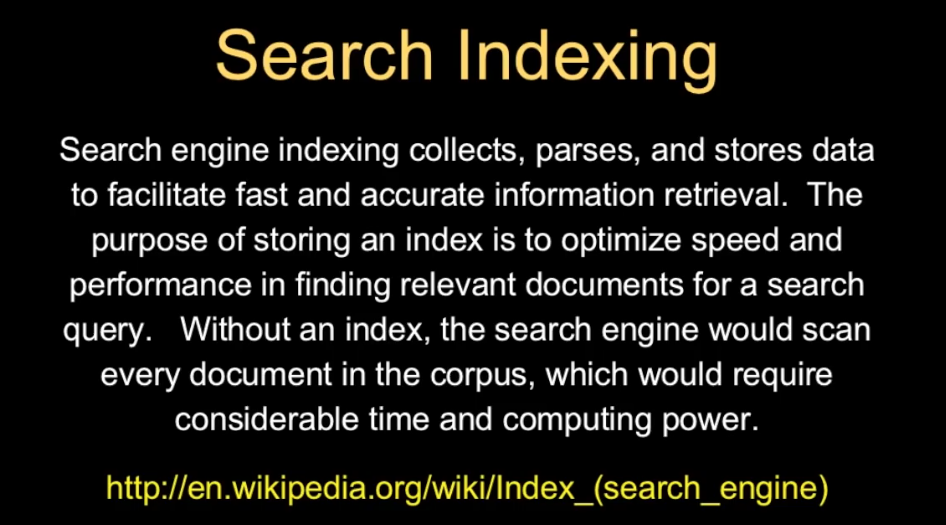 Search Indexing
Search engine indexing collects, parses, and stores data
to facilitate fast and accurate information retrieval.  The
purpose of storing an index is to optimize speed and
performance in finding relevant documents for a search
query.   Without an index, the search engine would scan
every document in the corpus, which would require
considerable time and computing power.
http://en.wikipedia.org/wiki/Index_(search_engine)